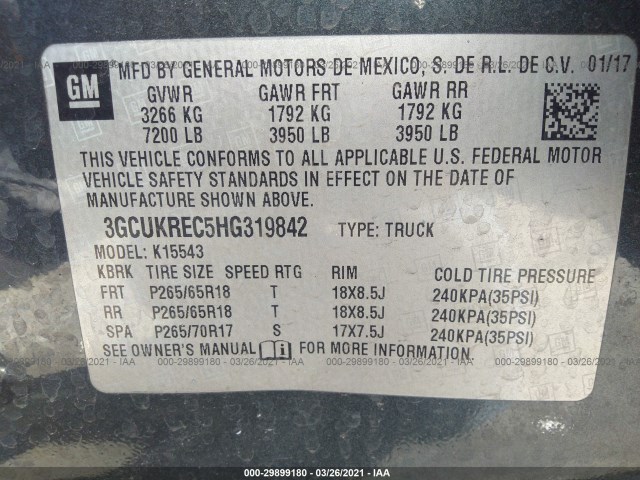 GM MFD BY GENERAL MOTORS DE MEXICO, S. DE R.L. DE C.V. 01/17
GVWR GAWR FRT GAWR RR
3266 KG 1792 KG 1792 KG
7200 LB 3950 LB 3950 LB
THIS VEHICLE CONFORMS TO ALL APPLICABLE U.S. FEDERAL MOTOR
VEHICLE SAFETY STANDARDS IN EFFECT ON THE DATE OF
MANUFACTURE SHOWN ABOVE.
3GCUKREC5HG319842 TYPE: TRUCK
MODEL: K15543
KBRK TIRE SIZE SPEED RTG RIM COLD TIRE PRESSURE
FRT P265/65R18 T 18X8.5J 240KPA(35PSI)
RR P265/65R18 T 18X8.5J 240KPA(35PSI)
SPA P265/70R17 S 17X7.5J 240KPA(35PSI)
SEE OWNER'S MANUAL FOR MORE INFORMATION.
000-29899180 - 03/26/2021 - IAA